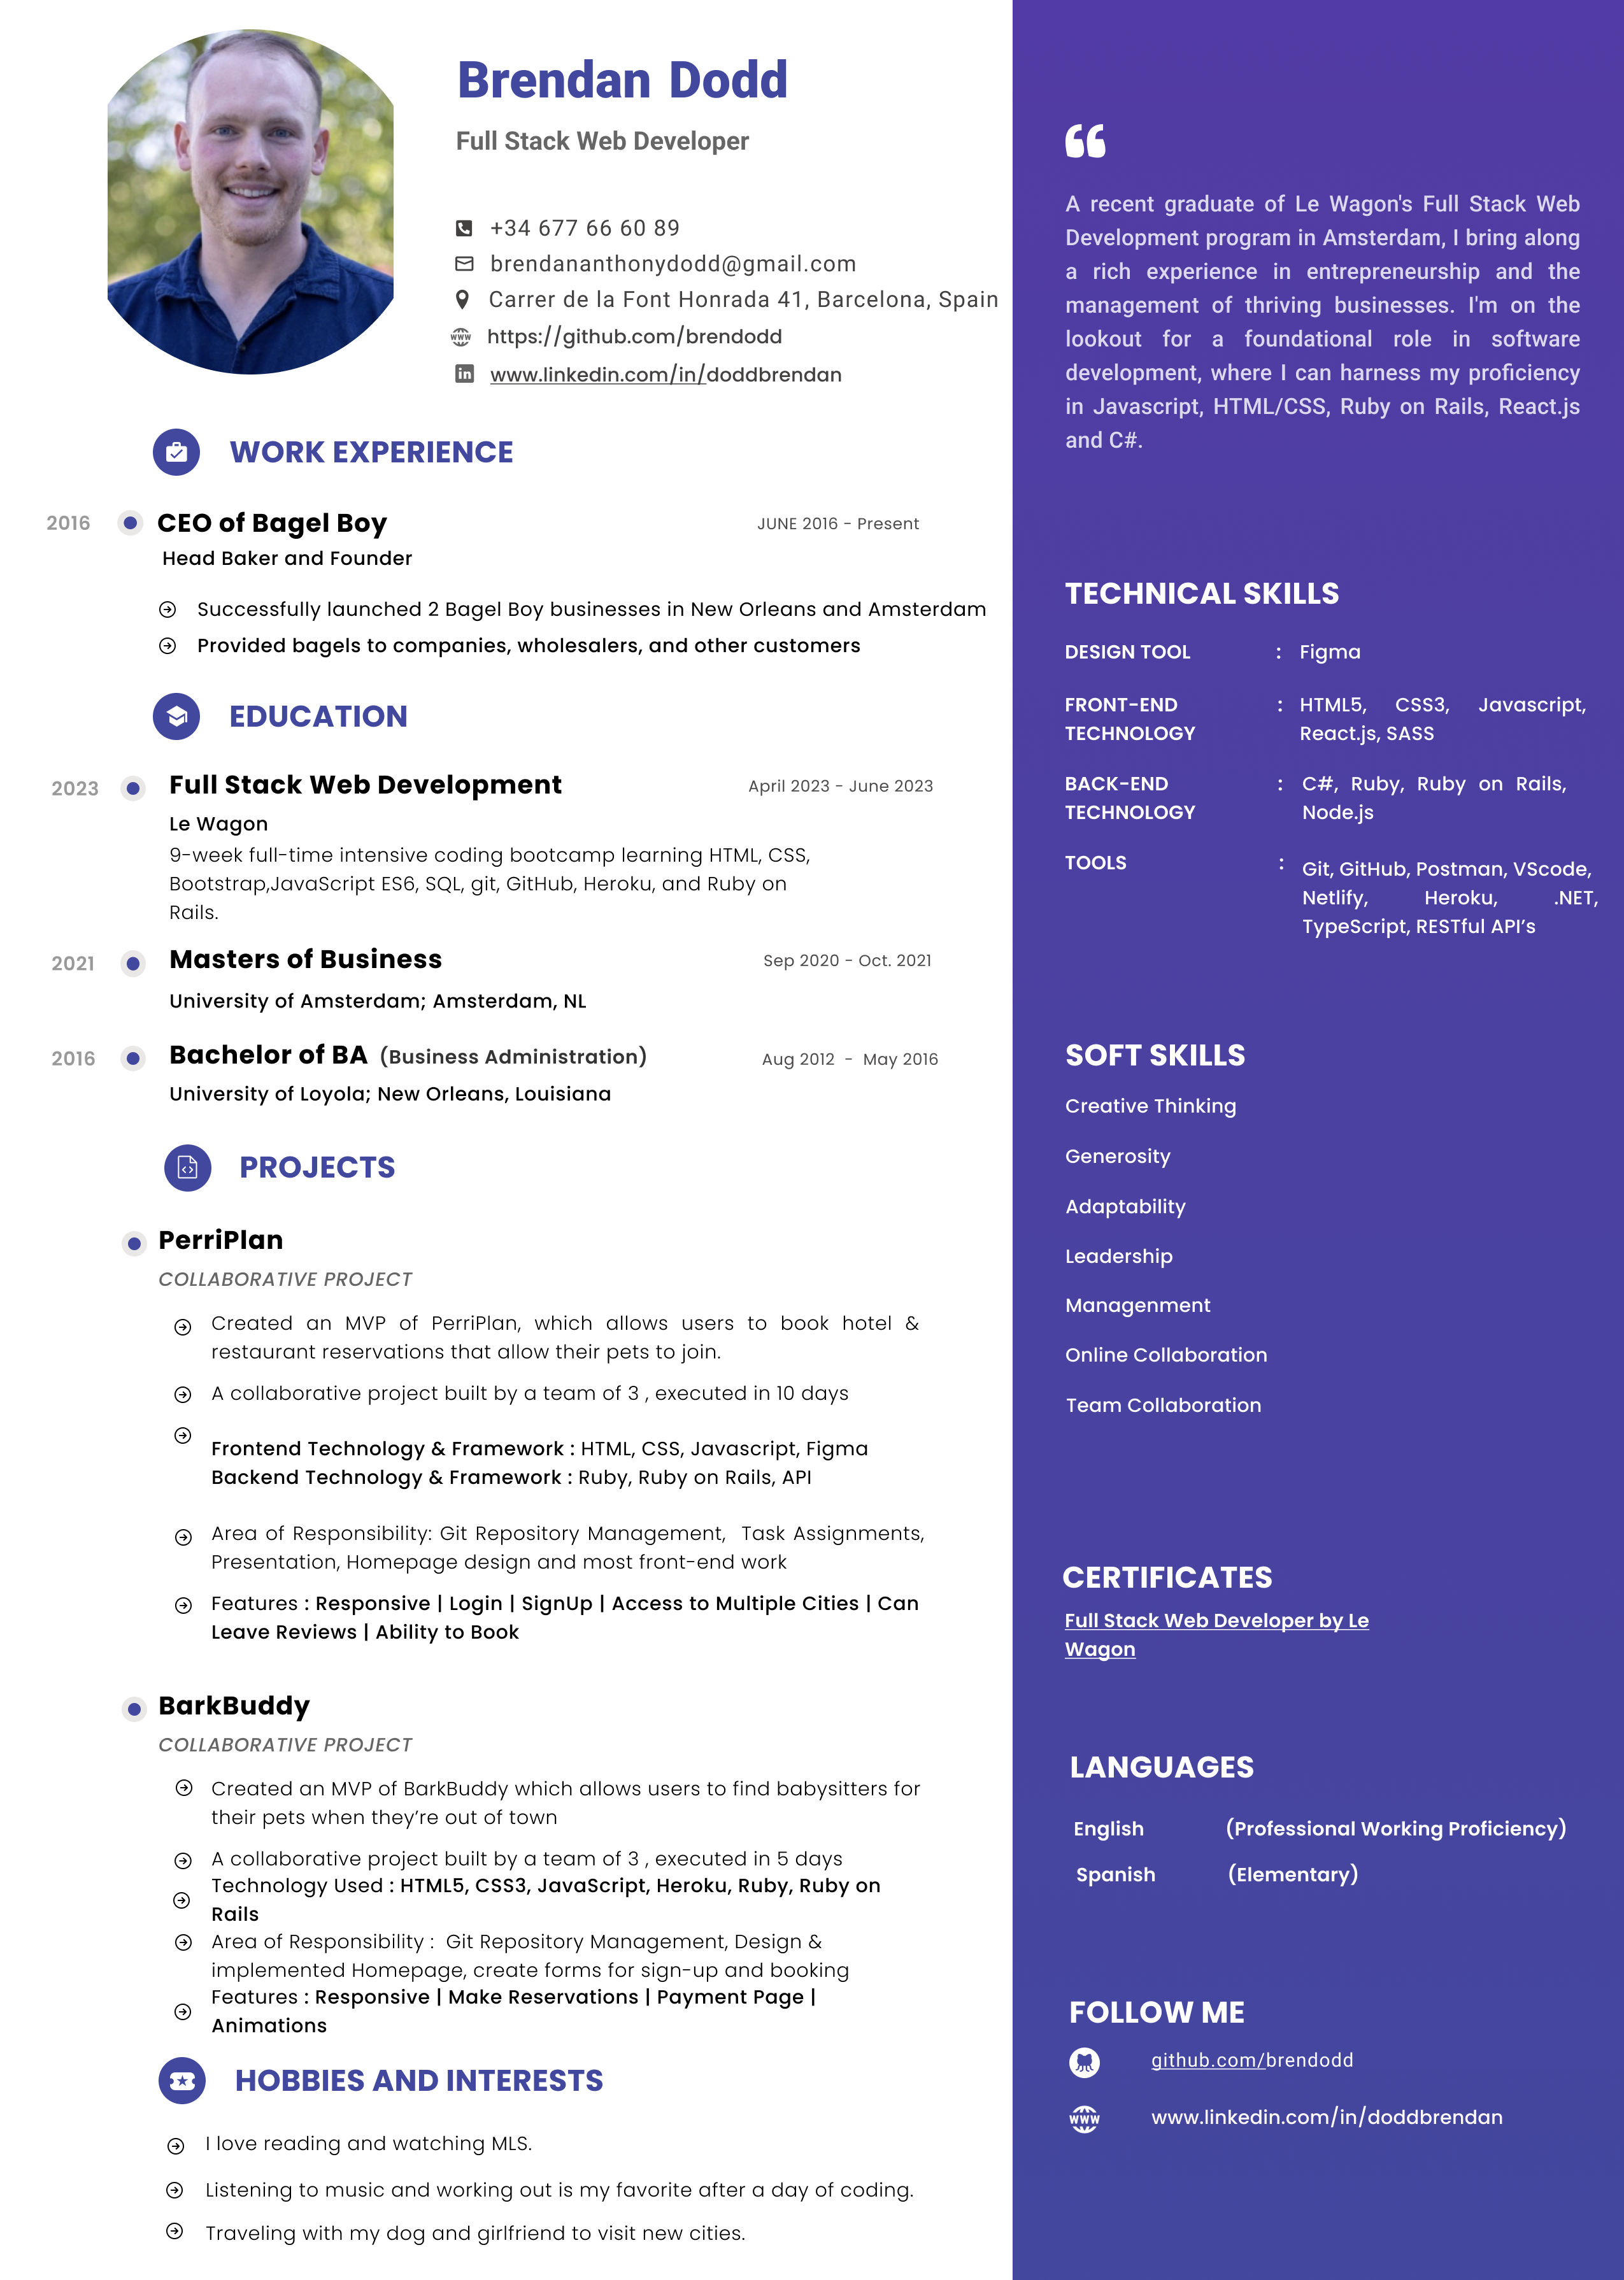 Brendan Dodd
Full Stack Web Developer
+34 677 66 60 89
brendananthonydodd@gmail.com
Carrer de la Font Honrada 41, Barcelona, Spain
https://github.com/brendodd
www.linkedin.com/in/doddbrendan
WORK EXPERIENCE
2016
CEO of Bagel Boy
JUNE 2016 - Present
Head Baker and Founder
Successfully launched 2 Bagel Boy businesses in New Orleans and Amsterdam
Provided bagels to companies, wholesalers, and other customers
EDUCATION
2023
Full Stack Web Development
April 2023 - June 2023
Le Wagon
9-week full-time intensive coding bootcamp learning HTML, CSS,
Bootstrap,JavaScript ES6, SQL, git, GitHub, Heroku, and Ruby on
Rails.
2021
Masters of Business
Sep 2020 - Oct. 2021
University of Amsterdam; Amsterdam, NL
2016
Bachelor of BA (Business Administration)
Aug 2012 - May 2016
University of Loyola; New Orleans, Louisiana
PROJECTS
PerriPlan
COLLABORATIVE PROJECT
Created an MVP of PerriPlan, which allows users to book hotel &
restaurant reservations that allow their pets to join.
A collaborative project built by a team of 3 , executed in 10 days
Frontend Technology & Framework : HTML, CSS, Javascript, Figma
Backend Technology & Framework : Ruby, Ruby on Rails, API
Area of Responsibility: Git Repository Management, Task Assignments,
Presentation, Homepage design and most front-end work
Features : Responsive | Login | SignUp | Access to Multiple Cities | Can
Leave Reviews | Ability to Book
BarkBuddy
COLLABORATIVE PROJECT
Created an MVP of BarkBuddy which allows users to find babysitters for
their pets when they're out of town
A collaborative project built by a team of 3 , executed in 5 days
Technology Used : HTML5, CSS3, JavaScript, Heroku, Ruby, Ruby on
Rails
Area of Responsibility : Git Repository Management, Design &
implemented Homepage, create forms for sign-up and booking
Features : Responsive | Make Reservations | Payment Page |
Animations
HOBBIES AND INTERESTS
I love reading and watching MLS.
Listening to music and working out is my favorite after a day of coding.
Traveling with my dog and girlfriend to visit new cities.
“
A recent graduate of Le Wagon's Full Stack Web
Development program in Amsterdam, I bring along
a rich experience in entrepreneurship and the
management of thriving businesses. I'm on the
lookout for a foundational role in software
development, where I can harness my proficiency
in Javascript, HTML/CSS, Ruby on Rails, React.js
and C#.
TECHNICAL SKILLS
DESIGN TOOL : Figma
FRONT-END : HTML5, CSS3, Javascript,
TECHNOLOGY React.js, SASS
BACK-END : C#, Ruby, Ruby on Rails,
TECHNOLOGY Node.js
TOOLS : Git, GitHub, Postman, VScode,
Netlify, Heroku, .NET,
TypeScript, RESTful API's
SOFT SKILLS
Creative Thinking
Generosity
Adaptability
Leadership
Managenment
Online Collaboration
Team Collaboration
CERTIFICATES
Full Stack Web Developer by Le
Wagon
LANGUAGES
English (Professional Working Proficiency)
Spanish (Elementary)
FOLLOW ME
github.com/brendodd
www.linkedin.com/in/doddbrendan